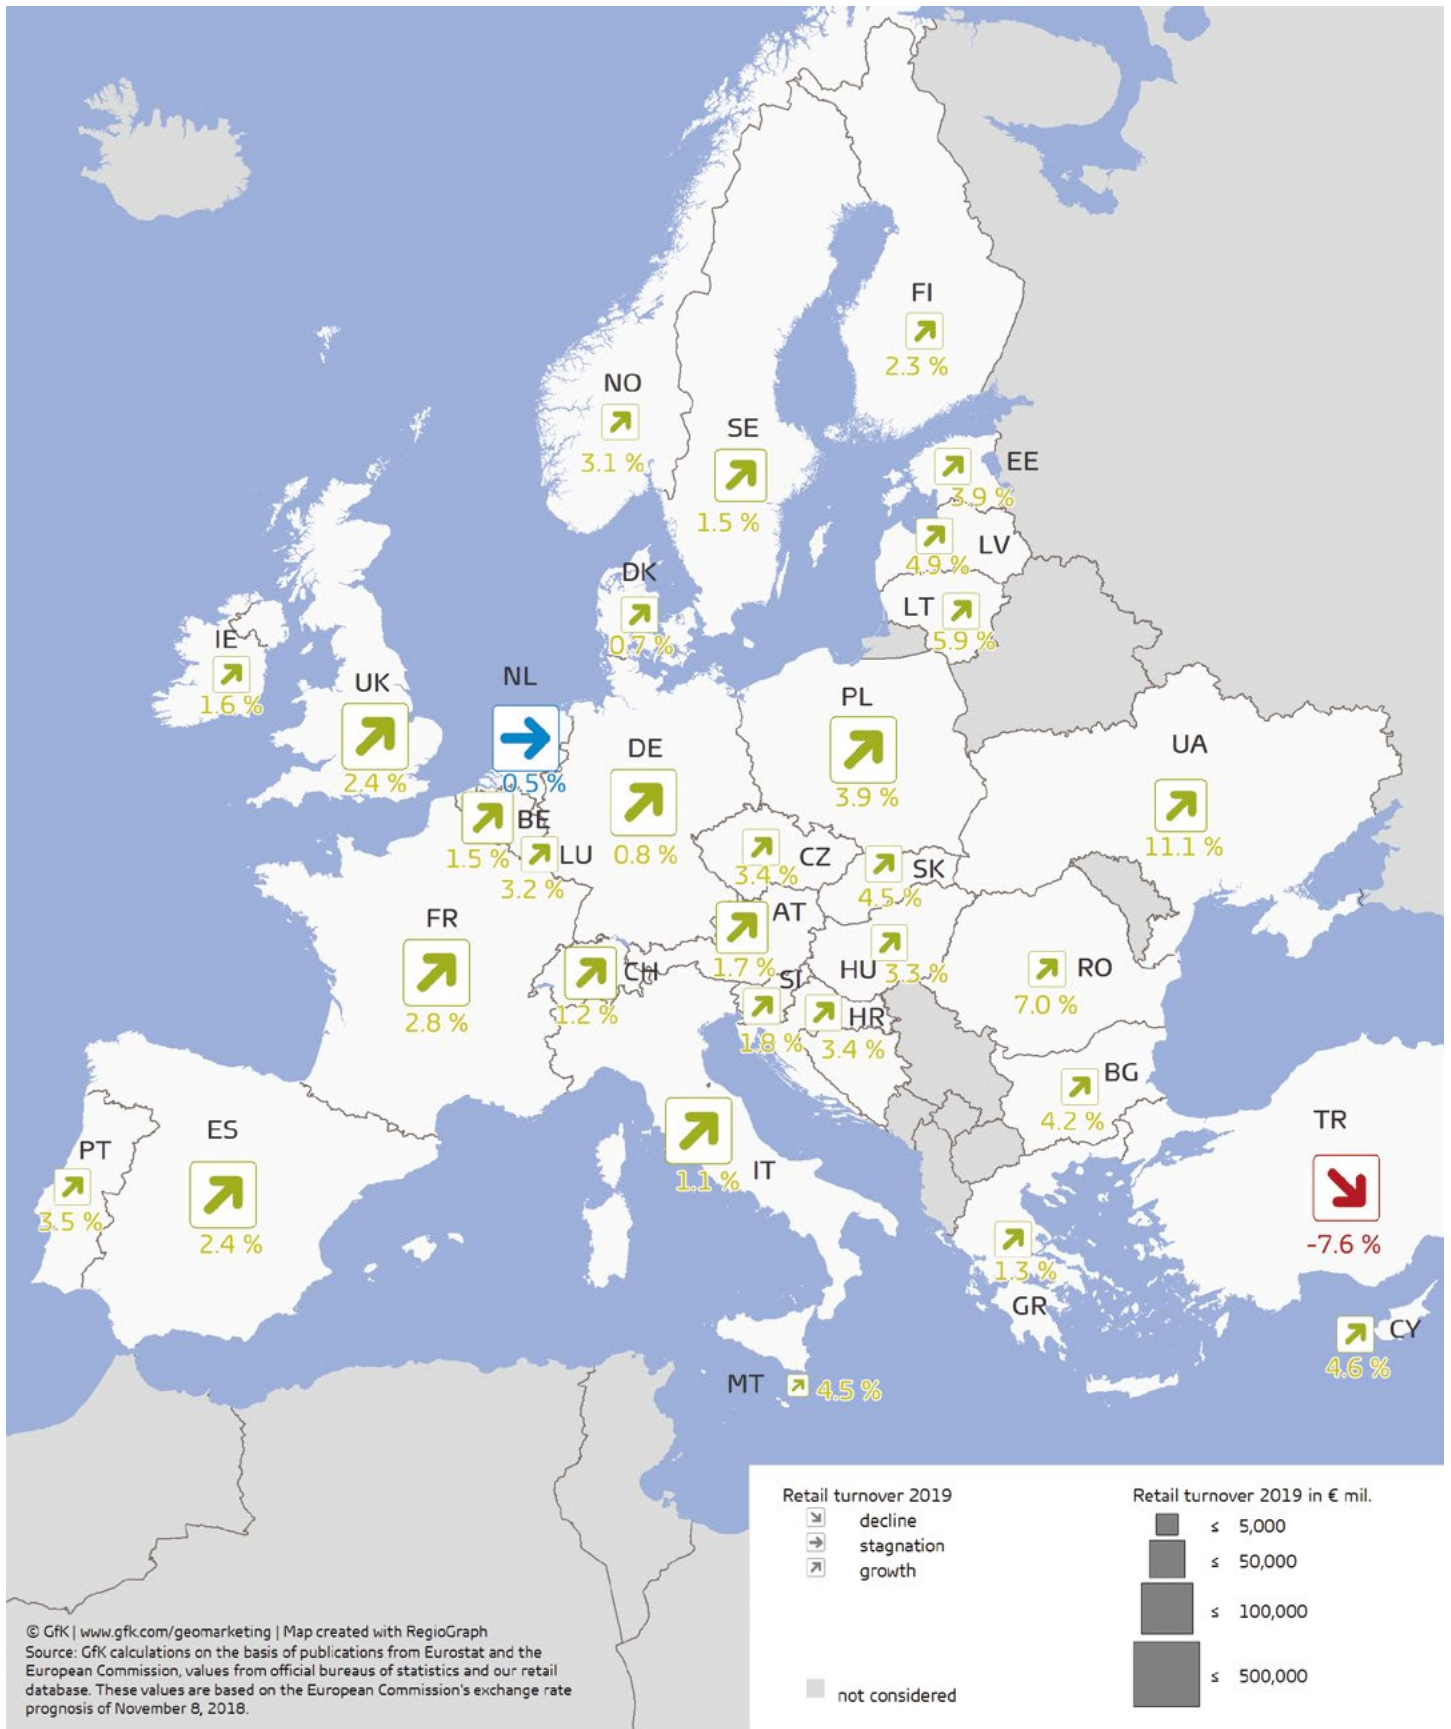 FI
2.3 %
NO
3.1 %
SE
1.5 %
EE
3.9 %
LV
4.9 %
DK
0.7 %
LT
5.9 %
IE
1.6 %
UK
2.4 %
NL
0.5 %
DE
0.8 %
PL
3.9 %
UA
11.1 %
BE
1.5 %
LU
3.2 %
CZ
3.4 %
SK
4.5 %
FR
2.8 %
AT
1.7 %
CH
1.2 %
HU
3.3 %
RO
7.0 %
SI
1.8 %
HR
3.4 %
BG
4.2 %
PT
3.5 %
ES
2.4 %
IT
1.1 %
TR
-7.6 %
GR
1.3 %
CY
4.6 %
MT
4.5 %
Retail turnover 2019
decline
stagnation
growth
not considered
Retail turnover 2019 in € mil.
≤ 5,000
≤ 50,000
≤ 100,000
≤ 500,000
© GfK | www.gfk.com/geomarketing | Map created with RegioGraph
Source: GfK calculations on the basis of publications from Eurostat and the
European Commission, values from official bureaus of statistics and our retail
database. These values are based on the European Commission's exchange rate
prognosis of November 8, 2018.